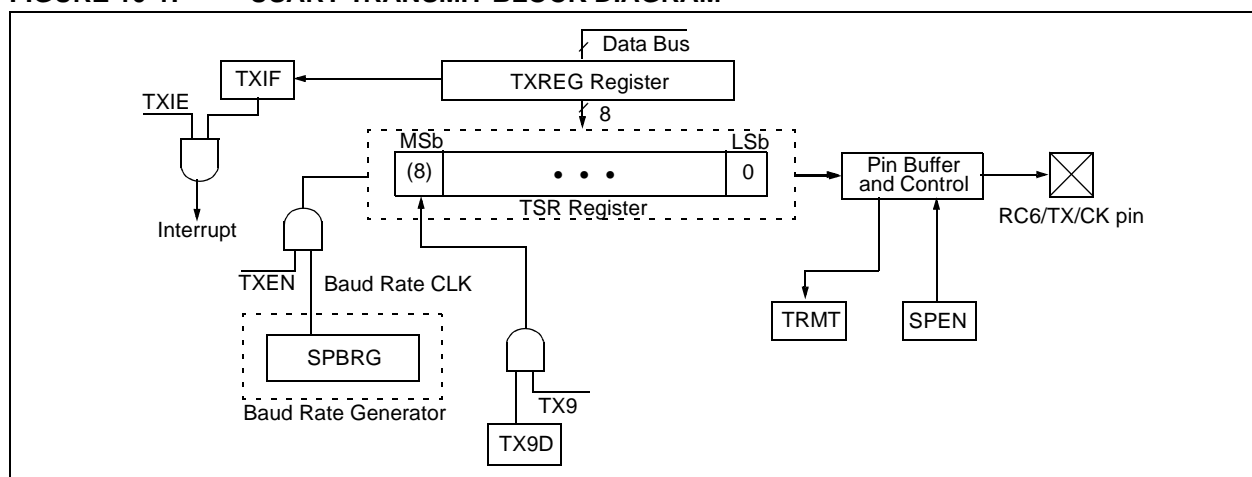 Data Bus
TXIF
TXREG Register
TXIE
8
MSb
LSb
(8)
• • •
0
Pin Buffer
and Control
TSR Register
Interrupt
RC6/TX/CK pin
TXEN
Baud Rate CLK
TRMT
SPEN
SPBRG
TX9
Baud Rate Generator
TX9D